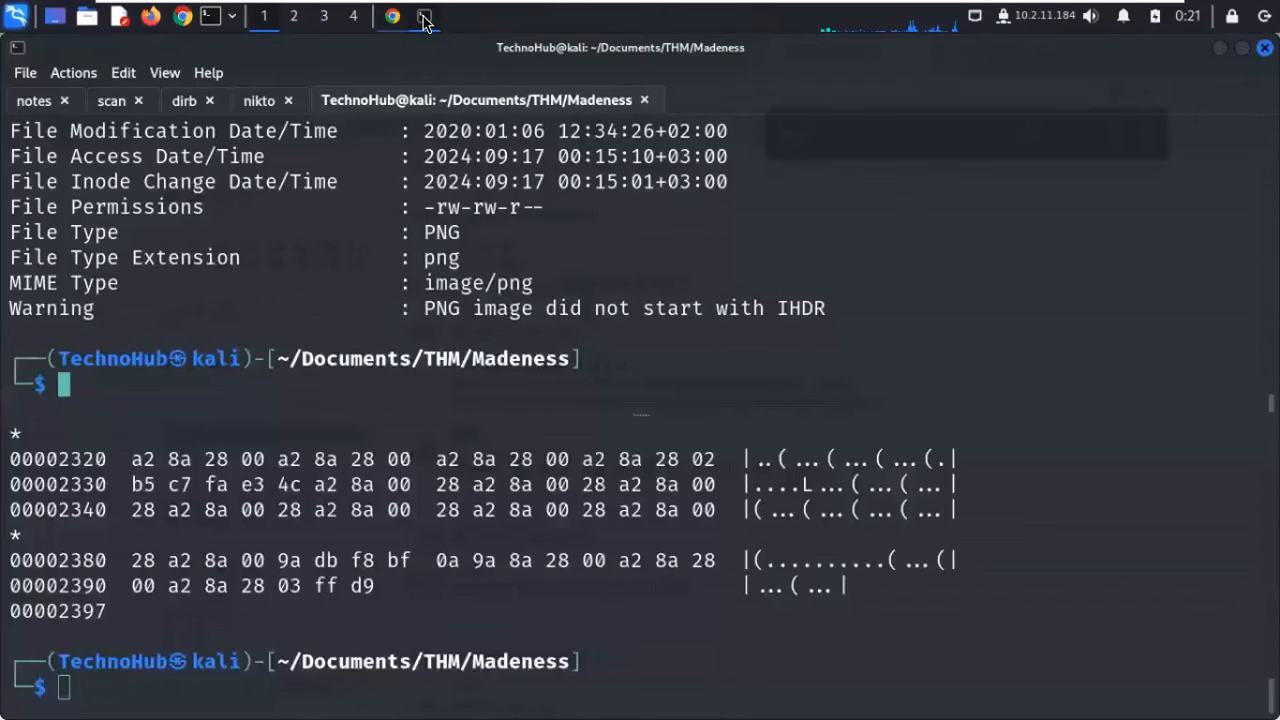 1 2 3 4 10.2.11.184 0:21
TechnoHub@kali: ~/Documents/THM/Madeness
File Actions Edit View Help
notes × scan × dirb × nikto × TechnoHub@kali: ~/Documents/THM/Madeness ×
File Modification Date/Time : 2020:01:06 12:34:26+02:00
File Access Date/Time : 2024:09:17 00:15:10+03:00
File Inode Change Date/Time : 2024:09:17 00:15:01+03:00
File Permissions : -rw-rw-r--
File Type : PNG
File Type Extension : png
MIME Type : image/png
Warning : PNG image did not start with IHDR
┌──(TechnoHub㉿kali)-[~/Documents/THM/Madeness]
└─$
*
00002320 a2 8a 28 00 a2 8a 28 00 a2 8a 28 00 a2 8a 28 02 |..(...(...(...(.|
00002330 b5 c7 fa e3 4c a2 8a 00 28 a2 8a 00 28 a2 8a 00 |....L...(...(...|
00002340 28 a2 8a 00 28 a2 8a 00 28 a2 8a 00 28 a2 8a 00 |(...(...(...(...|
*
00002380 28 a2 8a 00 9a db f8 bf 0a 9a 8a 28 00 a2 8a 28 |(..........(...(|
00002390 00 a2 8a 28 03 ff d9 |...(...|
00002397
┌──(TechnoHub㉿kali)-[~/Documents/THM/Madeness]
└─$